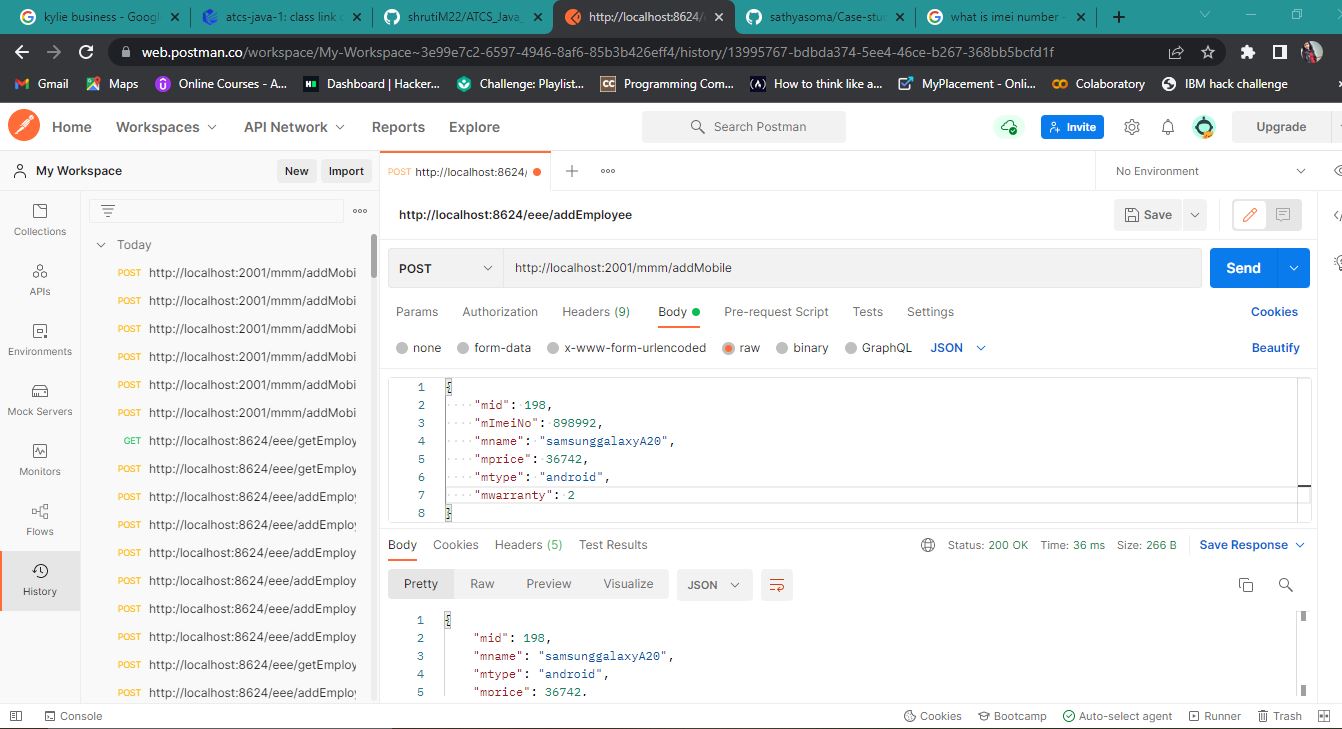 kylie business - Googl
atcs-java-1: class link c
shrutiM22/ATCS_Java_
http://localhost:8624/
sathyasoma/Case-stu
what is imei number -
web.postman.co/workspace/My-Workspace~3e99e7c2-6597-4946-8af6-85b3b426eff4/history/13995767-bdbda374-5ee4-46ce-b267-368bb5bcfd1f
Gmail
Maps
Online Courses - A...
Dashboard | Hacker...
Challenge: Playlist...
Programming Com...
How to think like a...
MyPlacement - Onli...
Colaboratory
IBM hack challenge
Home
Workspaces
API Network
Reports
Explore
Search Postman
Invite
Upgrade
My Workspace
New
Import
POST http://localhost:8624/
No Environment
Collections
APIs
Environments
Mock Servers
Monitors
Flows
History
Today
POST http://localhost:2001/mmm/addMobi
POST http://localhost:2001/mmm/addMobi
POST http://localhost:2001/mmm/addMobi
POST http://localhost:2001/mmm/addMobi
POST http://localhost:2001/mmm/addMobi
POST http://localhost:2001/mmm/addMobi
GET http://localhost:8624/eee/getEmploy
POST http://localhost:8624/eee/getEmploy
POST http://localhost:8624/eee/addEmploy
POST http://localhost:8624/eee/addEmploy
POST http://localhost:8624/eee/addEmploy
POST http://localhost:8624/eee/addEmploy
POST http://localhost:8624/eee/addEmploy
POST http://localhost:8624/eee/addEmploy
POST http://localhost:8624/eee/getEmploy
POST http://localhost:8624/eee/addEmploy
http://localhost:8624/eee/addEmployee
Save
POST
http://localhost:2001/mmm/addMobile
Send
Params
Authorization
Headers (9)
Body
Pre-request Script
Tests
Settings
Cookies
none
form-data
x-www-form-urlencoded
raw
binary
GraphQL
JSON
Beautify
1 {
2 "mid": 198,
3 "mImeiNo": 898992,
4 "mname": "samsunggalaxyA20",
5 "mprice": 36742,
6 "mtype": "android",
7 "mwarranty": 2
8 }
Body
Cookies
Headers (5)
Test Results
Status: 200 OK
Time: 36 ms
Size: 266 B
Save Response
Pretty
Raw
Preview
Visualize
JSON
1 {
2 "mid": 198,
3 "mname": "samsunggalaxyA20",
4 "mtype": "android",
5 "mprice": 36742,
Console
Cookies
Bootcamp
Auto-select agent
Runner
Trash